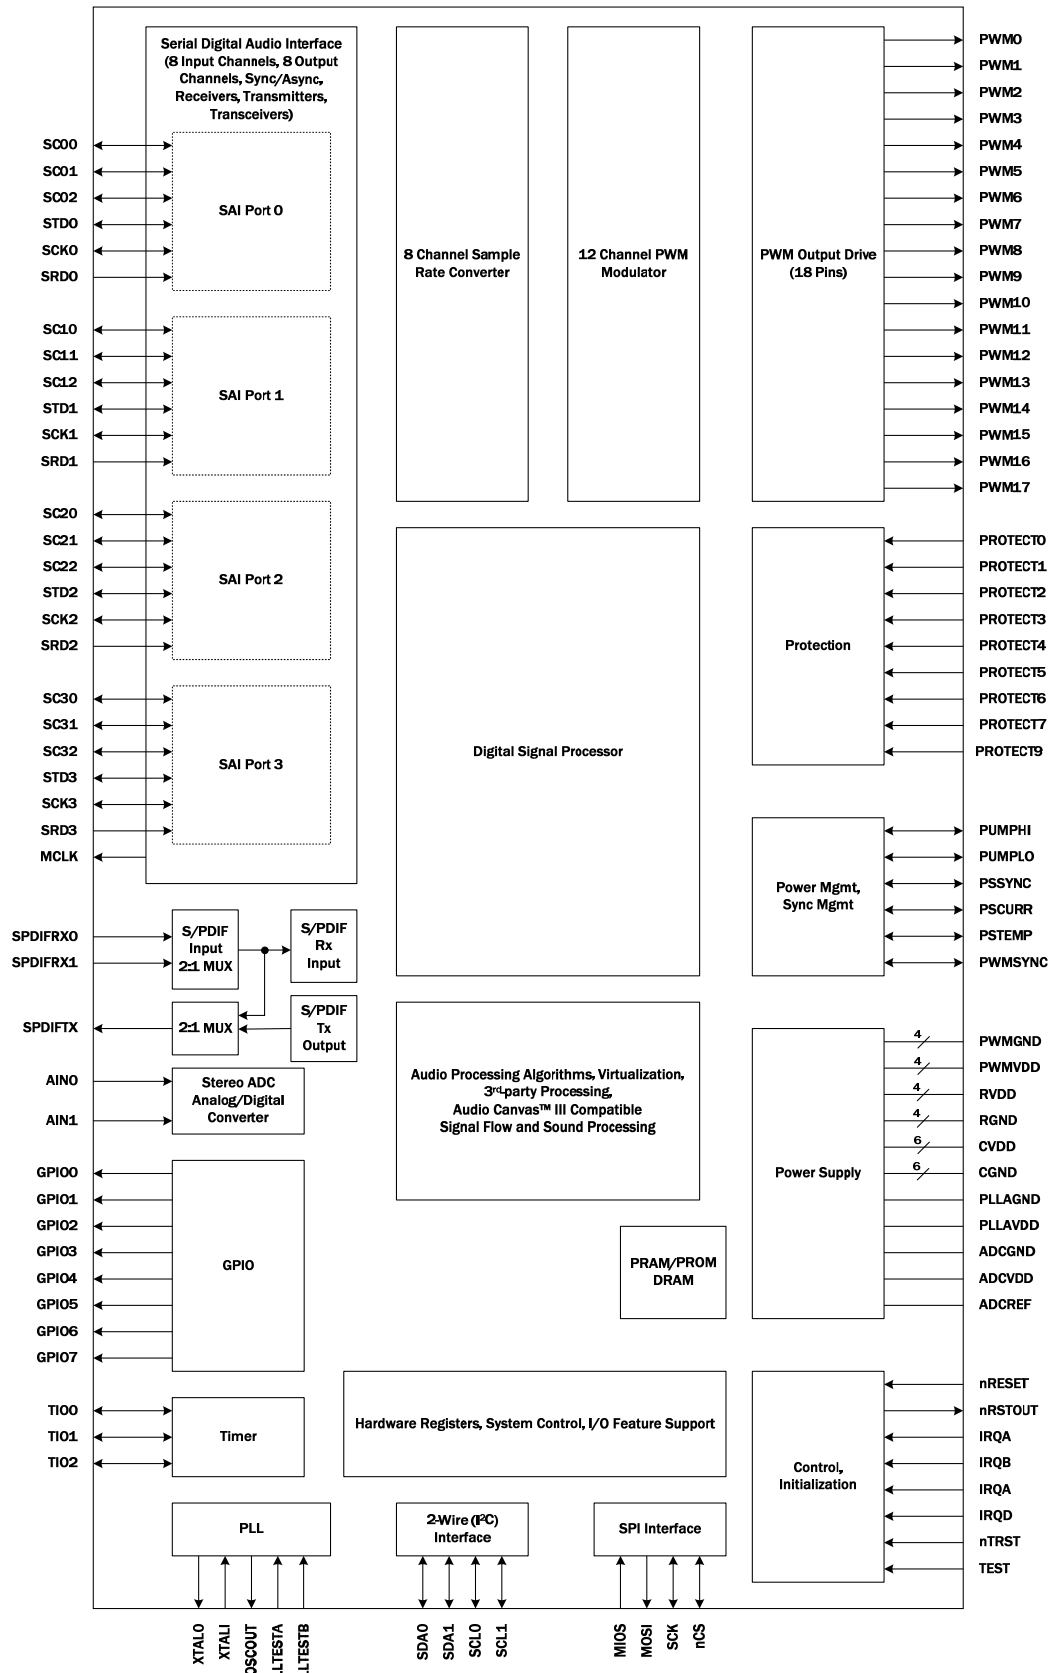 Serial Digital Audio Interface
(8 Input Channels, 8 Output
Channels, Sync/Async,
Receivers, Transmitters,
Transceivers)
SC00
SC01
SC02
STD0
SCK0
SRD0
SAI Port 0
SC10
SC11
SC12
STD1
SCK1
SRD1
SAI Port 1
SC20
SC21
SC22
STD2
SCK2
SRD2
SAI Port 2
SC30
SC31
SC32
STD3
SCK3
SRD3
SAI Port 3
MCLK
SPDIFRX0
SPDIFRX1
S/PDIF
Input
2:1 MUX
S/PDIF
Rx
Input
SPDIFTX
2:1 MUX
S/PDIF
Tx
Output
AIN0
AIN1
Stereo ADC
Analog/Digital
Converter
GPIO0
GPIO1
GPIO2
GPIO3
GPIO4
GPIO5
GPIO6
GPIO7
GPIO
TIO0
TIO1
TIO2
Timer
8 Channel Sample
Rate Converter
12 Channel PWM
Modulator
PWM Output Drive
(18 Pins)
PWM0
PWM1
PWM2
PWM3
PWM4
PWM5
PWM6
PWM7
PWM8
PWM9
PWM10
PWM11
PWM12
PWM13
PWM14
PWM15
PWM16
PWM17
Digital Signal Processor
Protection
PROTECT0
PROTECT1
PROTECT2
PROTECT3
PROTECT4
PROTECT5
PROTECT6
PROTECT7
PROTECT9
Power Mgmt,
Sync Mgmt
PUMPHI
PUMPLO
PSSYNC
PSCURR
PSTEMP
PWMSYNC
Audio Processing Algorithms, Virtualization,
3rd-party Processing,
Audio Canvas™ III Compatible
Signal Flow and Sound Processing
Power Supply
4 PWMGND
4 PWMVDD
4 RVDD
4 RGND
6 CVDD
6 CGND
PLLAGND
PLLAVDD
ADCGND
ADCVDD
ADCREF
PRAM/PROM
DRAM
Hardware Registers, System Control, I/O Feature Support
Control,
Initialization
nRESET
nRSTOUT
IRQA
IRQB
IRQA
IRQD
nTRST
TEST
PLL
XTALO
XTALI
OSCOUT
LLTESTA
LLTESTB
2-Wire (I²C)
Interface
SDA0
SDA1
SCL0
SCL1
SPI Interface
MIOS
MOSI
SCK
nCS